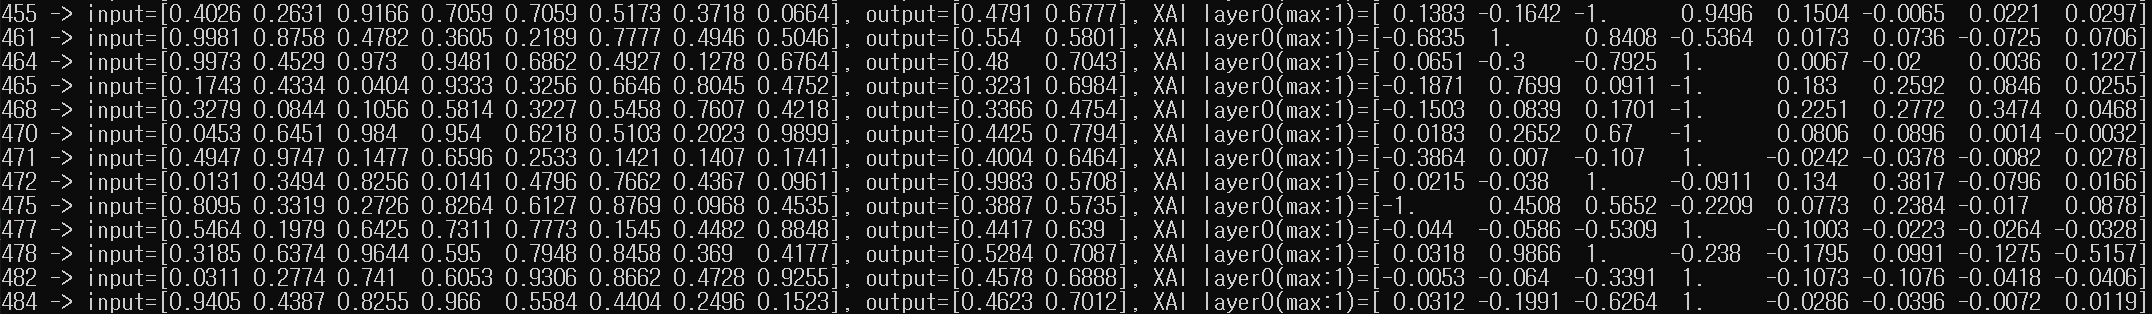 455 -> input=[0.4026 0.2631 0.9166 0.7059 0.7059 0.5173 0.3718 0.0664], output=[0.4791 0.6777], XAI layer0(max:1)=[ 0.1383 -0.1642 -1.      0.9496  0.1504 -0.0065  0.0221  0.0297]
461 -> input=[0.9981 0.8758 0.4782 0.3605 0.2189 0.7777 0.4946 0.5046], output=[0.554  0.5801], XAI layer0(max:1)=[-0.6835  1.      0.8408 -0.5364  0.0173  0.0736 -0.0725  0.0706]
464 -> input=[0.9973 0.4529 0.973  0.9481 0.6862 0.4927 0.1278 0.6764], output=[0.48   0.7043], XAI layer0(max:1)=[ 0.0651 -0.3    -0.7925  1.      0.0067 -0.02    0.0036  0.1227]
465 -> input=[0.1743 0.4334 0.0404 0.9333 0.3256 0.6646 0.8045 0.4752], output=[0.3231 0.6984], XAI layer0(max:1)=[-0.1871  0.7699  0.0911 -1.      0.183   0.2592  0.0846  0.0255]
468 -> input=[0.3279 0.0844 0.1056 0.5814 0.3227 0.5458 0.7607 0.4218], output=[0.3366 0.4754], XAI layer0(max:1)=[-0.1503  0.0839  0.1701 -1.      0.2251  0.2772  0.3474  0.0468]
470 -> input=[0.0453 0.6451 0.984  0.954  0.6218 0.5103 0.2023 0.9899], output=[0.4425 0.7794], XAI layer0(max:1)=[ 0.0183  0.2652  0.67   -1.      0.0806  0.0896  0.0014 -0.0032]
471 -> input=[0.4947 0.9747 0.1477 0.6596 0.2533 0.1421 0.1407 0.1741], output=[0.4004 0.6464], XAI layer0(max:1)=[-0.3864  0.007  -0.107   1.     -0.0242 -0.0378 -0.0082  0.0278]
472 -> input=[0.0131 0.3494 0.8256 0.0141 0.4796 0.7662 0.4367 0.0961], output=[0.9983 0.5708], XAI layer0(max:1)=[ 0.0215 -0.038   1.     -0.0911  0.134   0.3817 -0.0796  0.0166]
475 -> input=[0.8095 0.3319 0.2726 0.8264 0.6127 0.8769 0.0968 0.4535], output=[0.3887 0.5735], XAI layer0(max:1)=[-1.      0.4508  0.5652 -0.2209  0.0773  0.2384 -0.017   0.0878]
477 -> input=[0.5464 0.1979 0.6425 0.7311 0.7773 0.1545 0.4482 0.8848], output=[0.4417 0.639 ], XAI layer0(max:1)=[-0.044  -0.0586 -0.5309  1.     -0.1003 -0.0223 -0.0264 -0.0328]
478 -> input=[0.3185 0.6374 0.9644 0.595  0.7948 0.8458 0.369  0.4177], output=[0.5284 0.7087], XAI layer0(max:1)=[ 0.0318  0.9866  1.     -0.238  -0.1795  0.0991 -0.1275 -0.5157]
482 -> input=[0.0311 0.2774 0.741  0.6053 0.9306 0.8662 0.4728 0.9255], output=[0.4578 0.6888], XAI layer0(max:1)=[-0.0053 -0.064  -0.3391  1.     -0.1073 -0.1076 -0.0418 -0.0406]
484 -> input=[0.9405 0.4387 0.8255 0.966  0.5584 0.4404 0.2496 0.1523], output=[0.4623 0.7012], XAI layer0(max:1)=[ 0.0312 -0.1991 -0.6264  1.     -0.0286 -0.0396 -0.0072  0.0119]